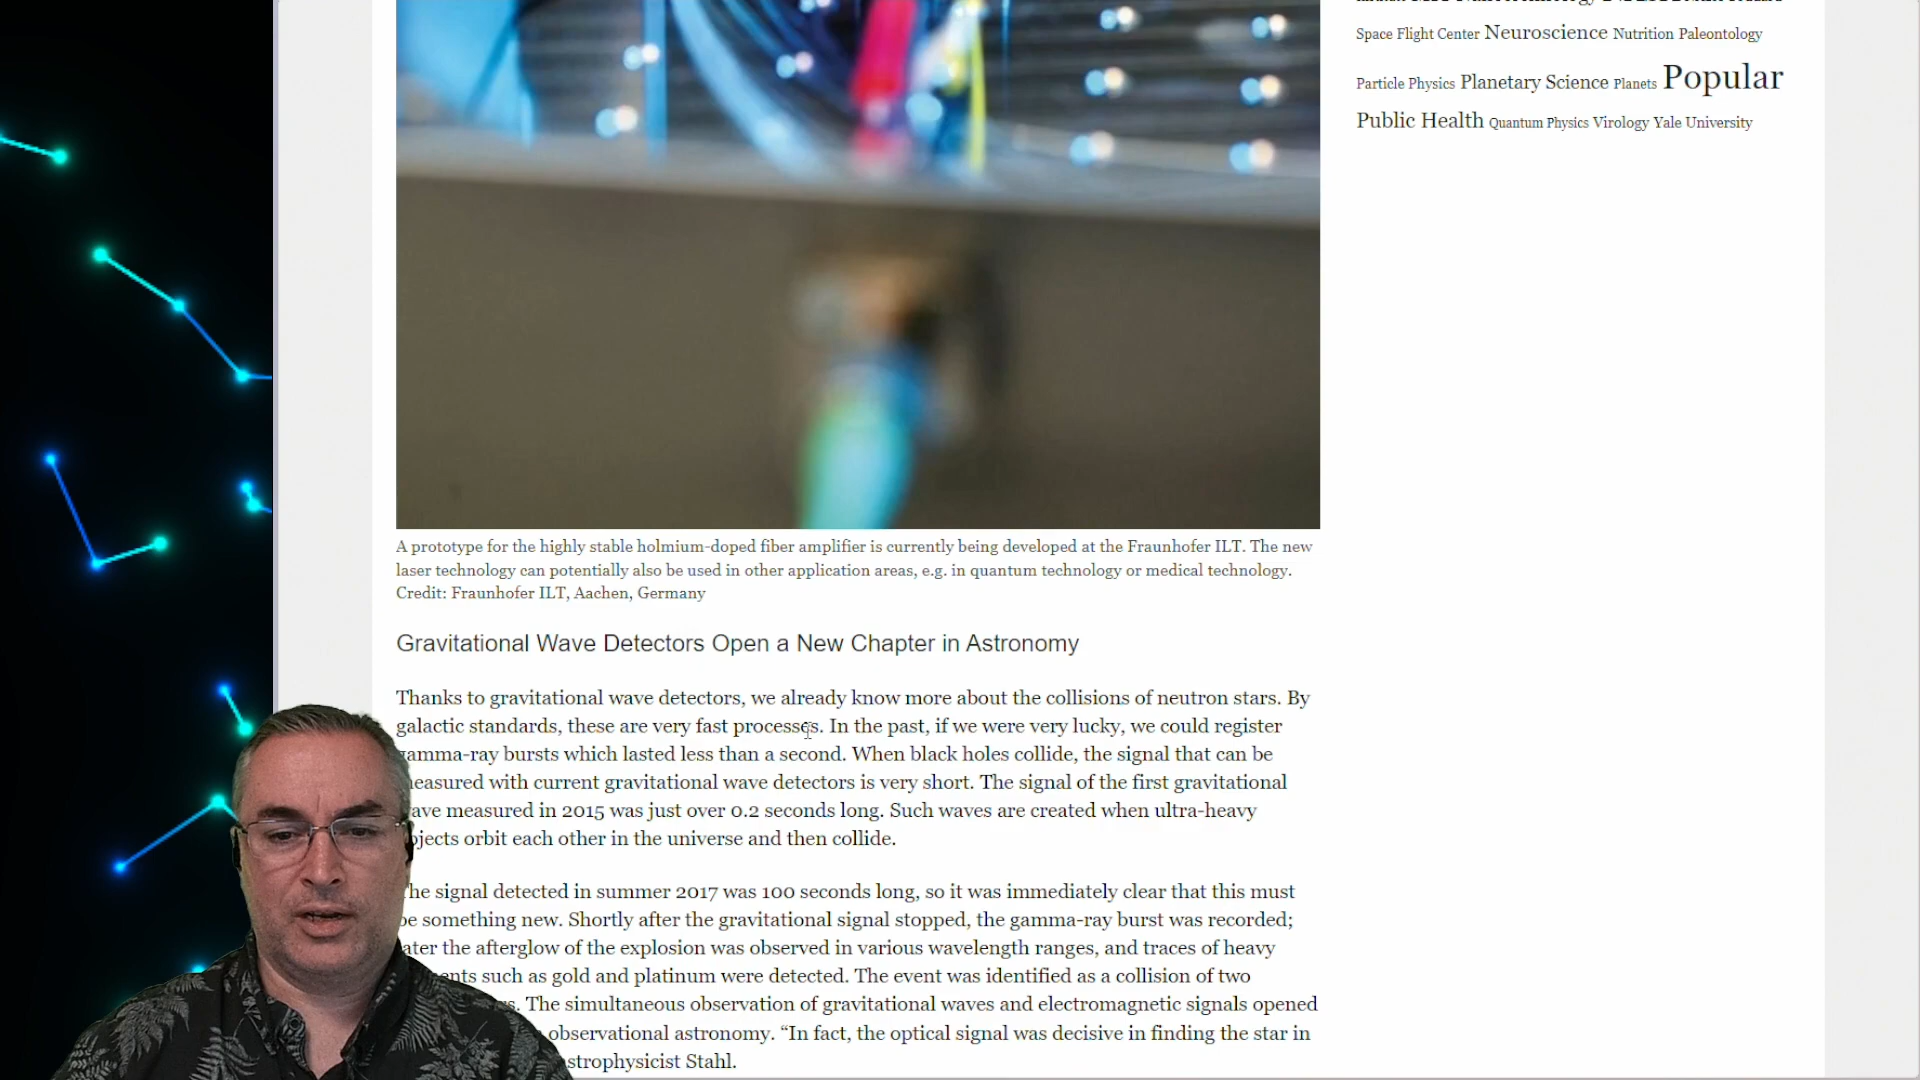 Space Flight Center Neuroscience Nutrition Paleontology
Particle Physics Planetary Science Planets Popular
Public Health Quantum Physics Virology Yale University
A prototype for the highly stable holmium-doped fiber amplifier is currently being developed at the Fraunhofer ILT. The new
laser technology can potentially also be used in other application areas, e.g. in quantum technology or medical technology.
Credit: Fraunhofer ILT, Aachen, Germany
Gravitational Wave Detectors Open a New Chapter in Astronomy
Thanks to gravitational wave detectors, we already know more about the collisions of neutron stars. By
galactic standards, these are very fast processes. In the past, if we were very lucky, we could register
gamma-ray bursts which lasted less than a second. When black holes collide, the signal that can be
measured with current gravitational wave detectors is very short. The signal of the first gravitational
wave measured in 2015 was just over 0.2 seconds long. Such waves are created when ultra-heavy
objects orbit each other in the universe and then collide.
The signal detected in summer 2017 was 100 seconds long, so it was immediately clear that this must
be something new. Shortly after the gravitational signal stopped, the gamma-ray burst was recorded;
later the afterglow of the explosion was observed in various wavelength ranges, and traces of heavy
such as gold and platinum were detected. The event was identified as a collision of two
The simultaneous observation of gravitational waves and electromagnetic signals opened
observational astronomy. “In fact, the optical signal was decisive in finding the star in
astrophysicist Stahl.